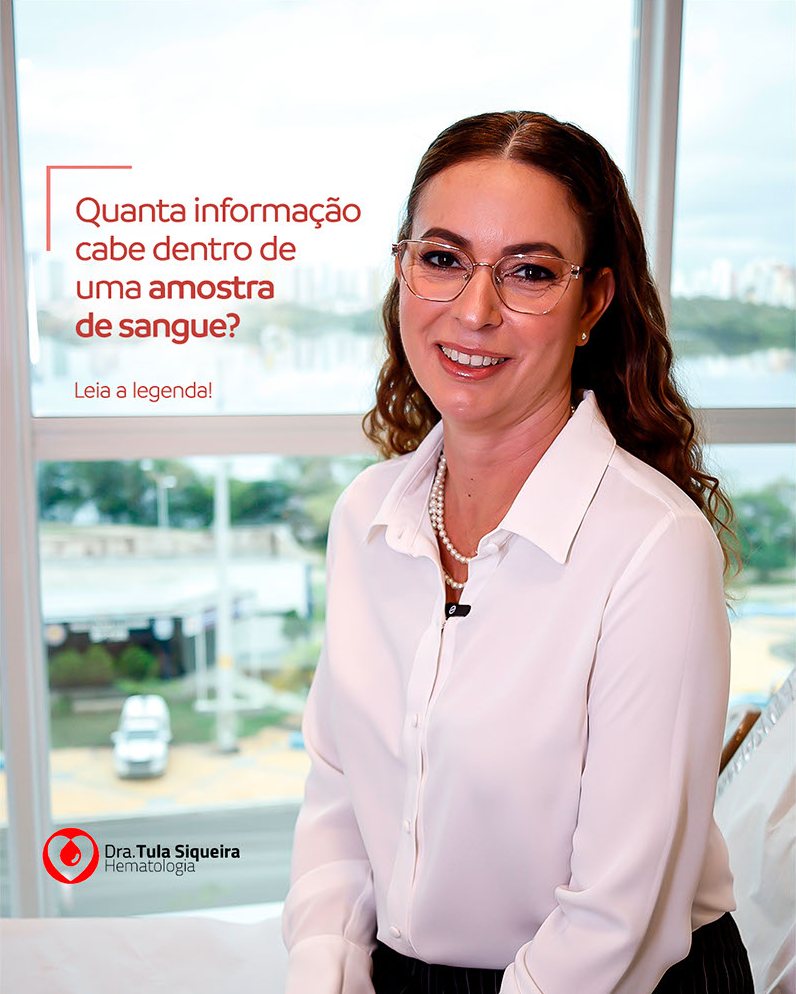 Quanta informação
cabe dentro de
uma amostra
de sangue?
Leia a legenda!
Dra.Tula Siqueira
Hematologia